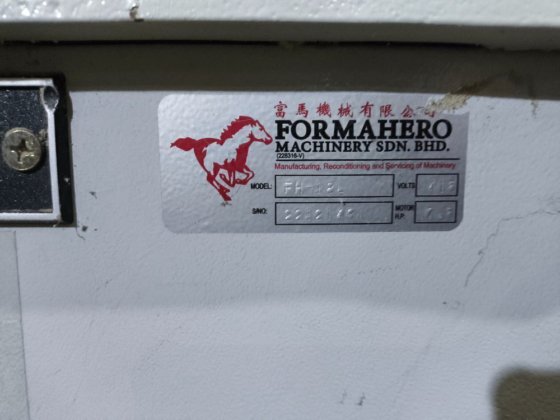 富馬機械有限公司
FORMAHERO
MACHINERY SDN. BHD.
(228316-V)
Manufacturing, Reconditioning and Servicing of Machinery
MODEL:
VOLTS
S/NO:
MOTOR
H.P.